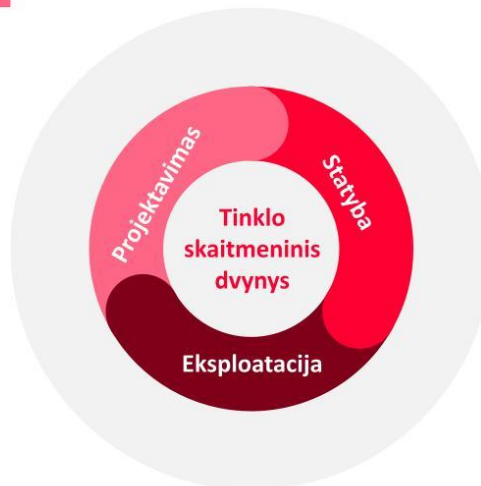 Projektavimas
Statyba
Tinklo
skaitmeninis
dvynys
Eksploatacija